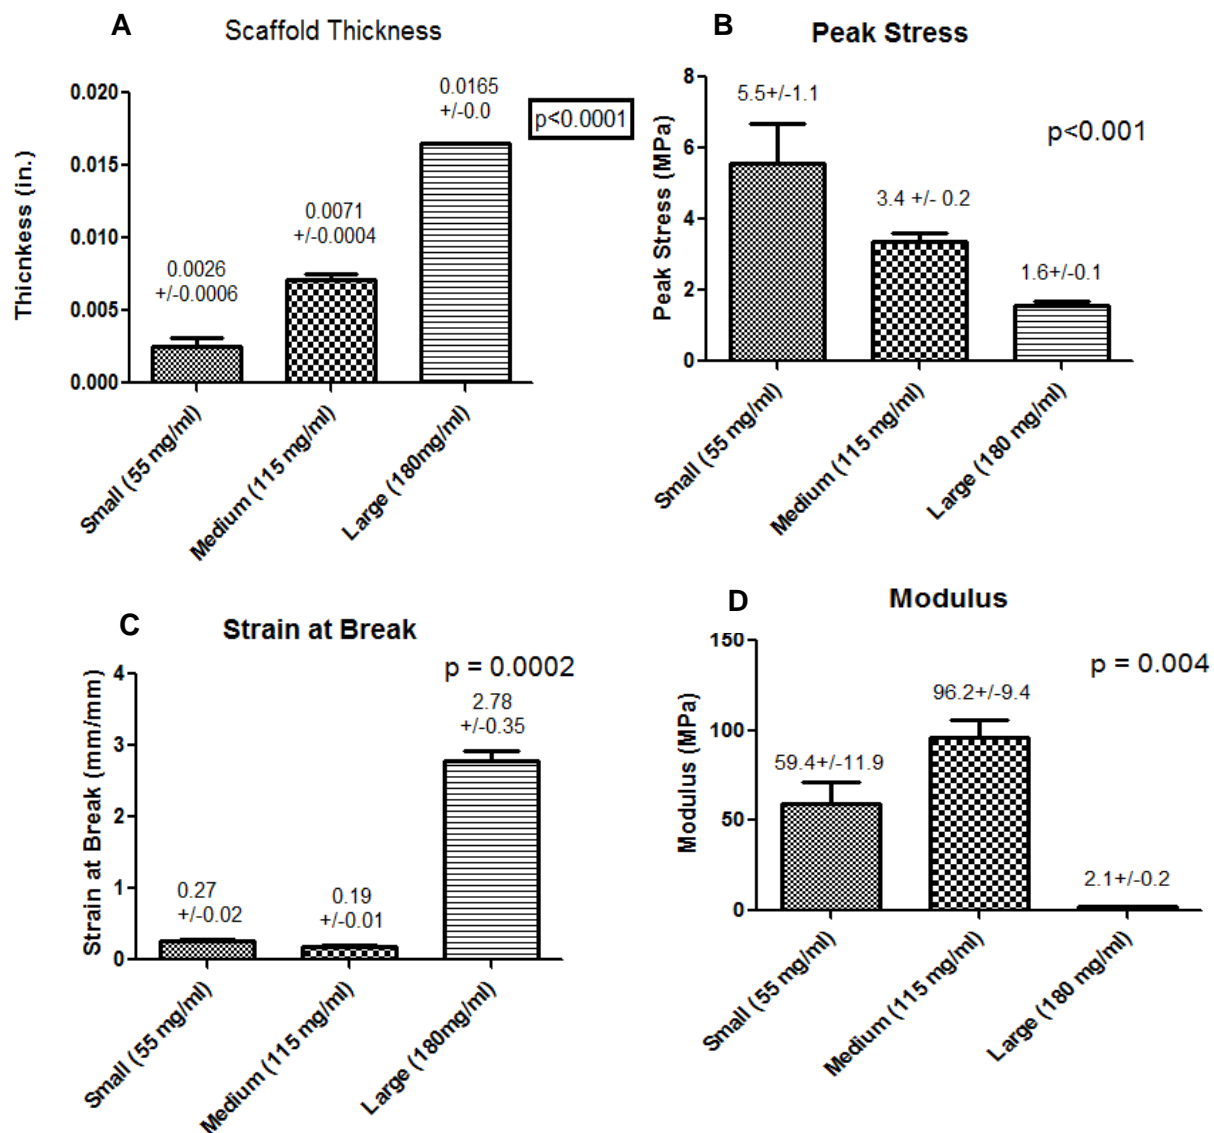 A
Scaffold Thickness
0.020
0.015
0.010
0.005
0.000
Thicnkess (in.)
0.0026
+/-0.0006
0.0071
+/-0.0004
0.0165
+/-0.0
p<0.0001
Small (55 mg/ml)
Medium (115 mg/ml)
Large (180mg/ml)
B
Peak Stress
8
6
4
2
0
Peak Stress (MPa)
5.5+/-1.1
3.4 +/- 0.2
1.6+/-0.1
p<0.001
Small (55 mg/ml)
Medium (115 mg/ml)
Large (180 mg/ml)
C
Strain at Break
4
3
2
1
0
Strain at Break (mm/mm)
0.27
+/-0.02
0.19
+/-0.01
p = 0.0002
2.78
+/-0.35
Small (55 mg/ml)
Medium (115 mg/ml)
Large (180mg/ml)
D
Modulus
150
100
50
0
Modulus (MPa)
59.4+/-11.9
96.2+/-9.4
2.1+/-0.2
p = 0.004
Small (55 mg/ml)
Medium (115 mg/ml)
Large (180 mg/ml)